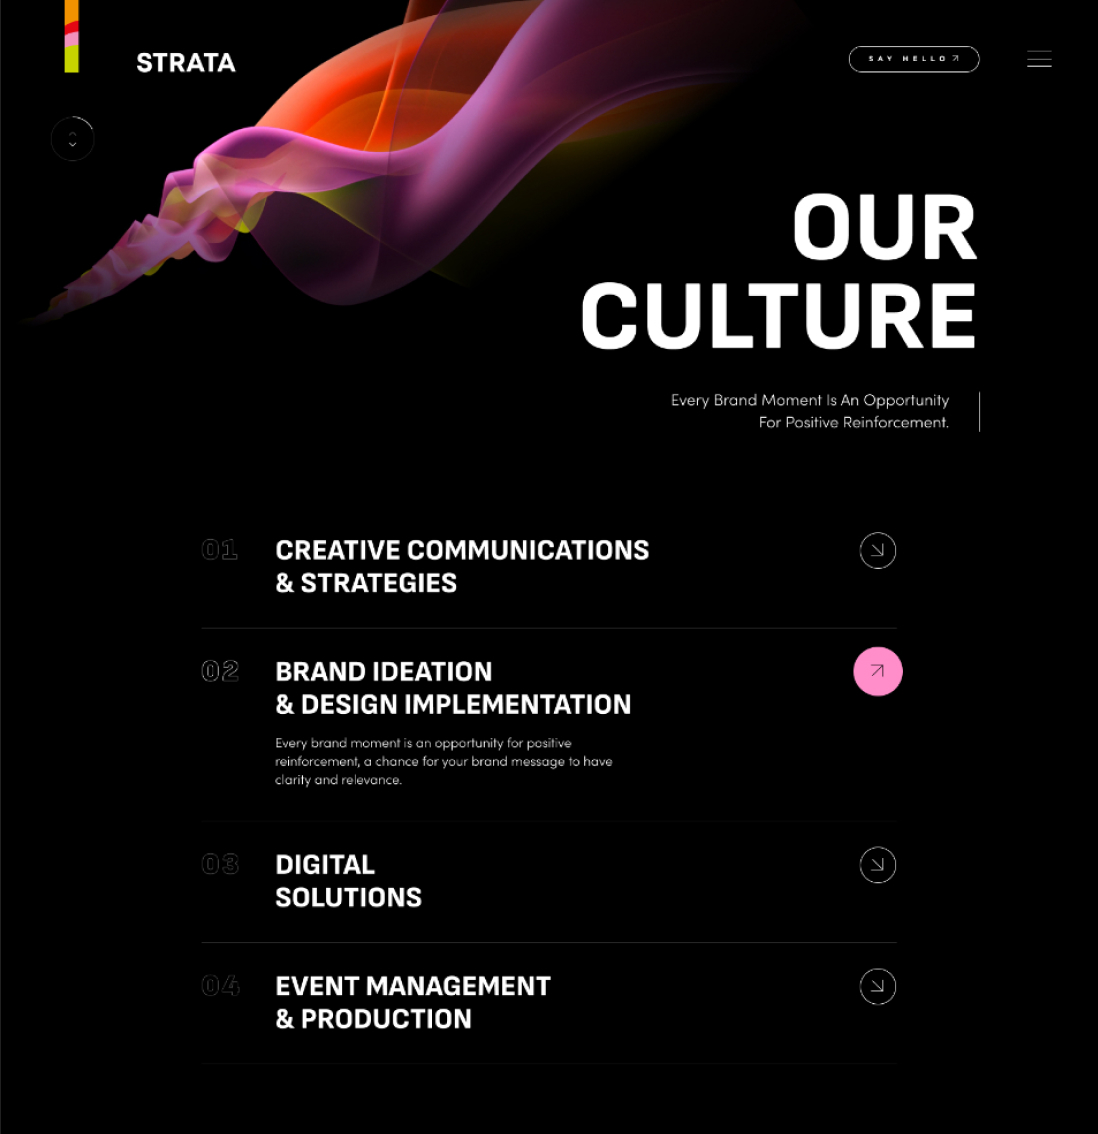 STRATA
SAY HELLO
OUR
CULTURE
Every Brand Moment Is An Opportunity
For Positive Reinforcement.
01
CREATIVE COMMUNICATIONS
& STRATEGIES
02
BRAND IDEATION
& DESIGN IMPLEMENTATION
Every brand moment is an opportunity for positive
reinforcement, a chance for your brand message to have
clarity and relevance.
03
DIGITAL
SOLUTIONS
04
EVENT MANAGEMENT
& PRODUCTION